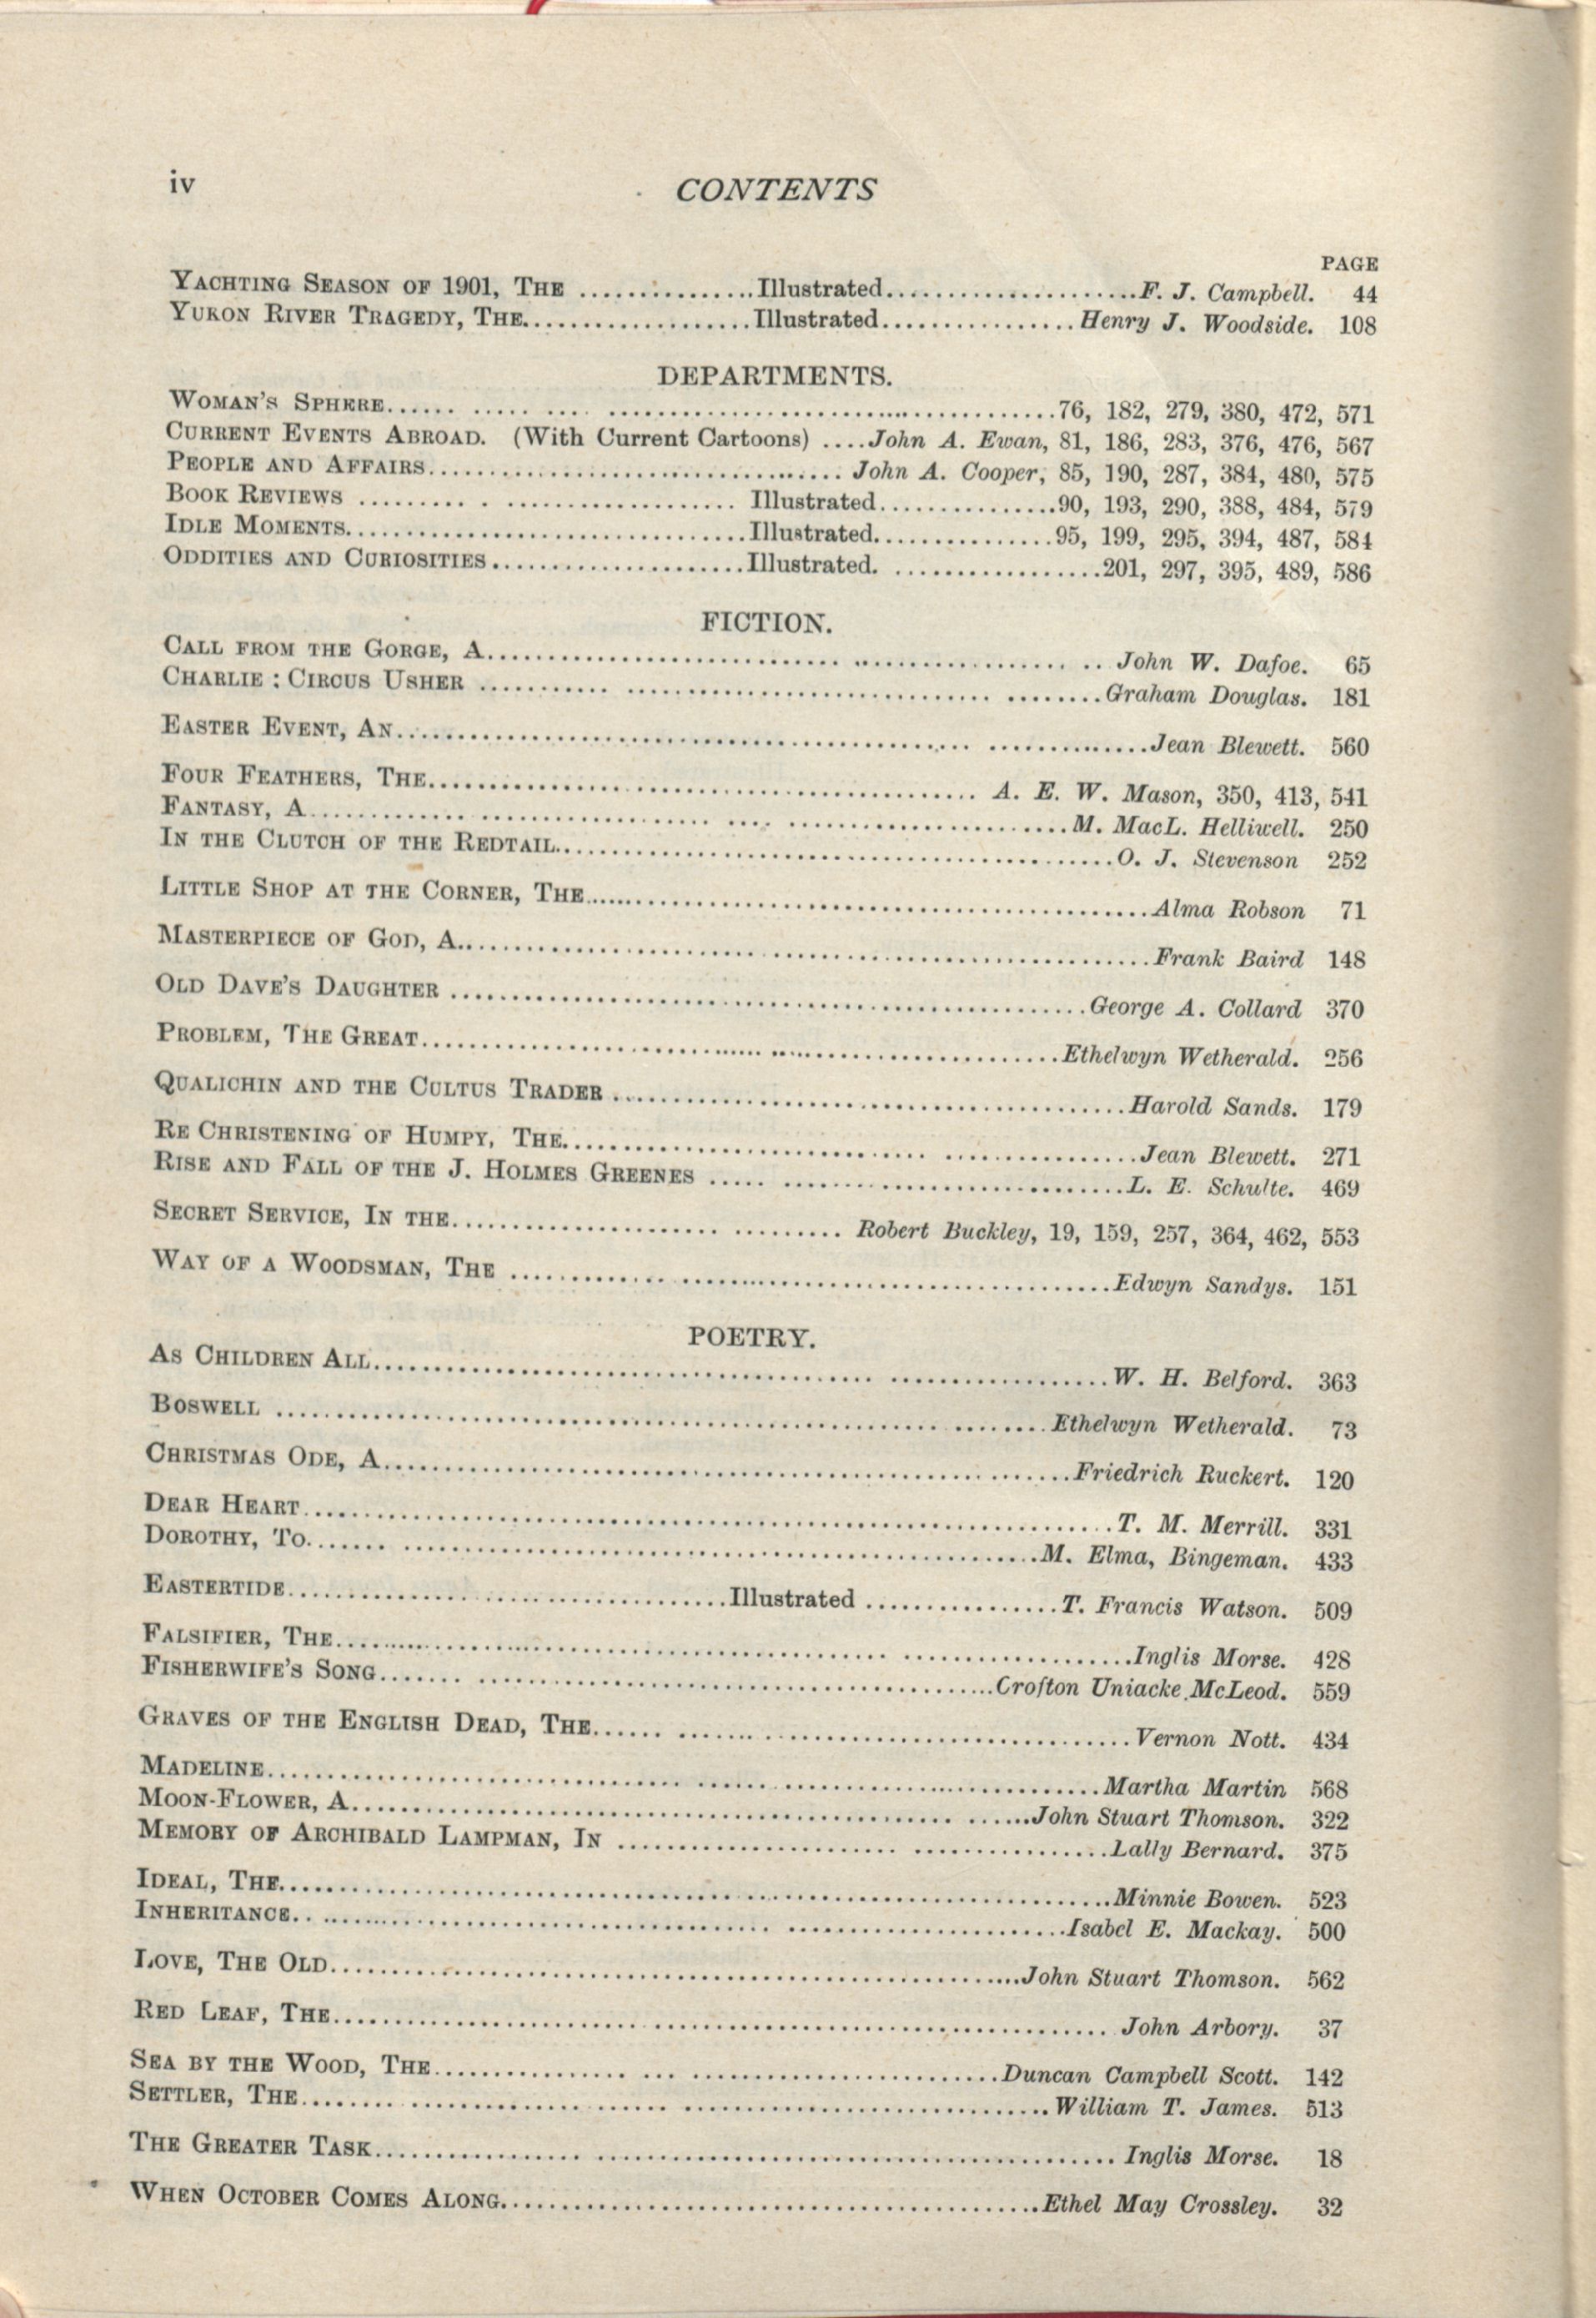 iv
CONTENTS
PAGE
YACHTING SEASON OF 1901, THE ................Illustrated.....................F. J. Campbell. 44
YUKON RIVER TRAGEDY, THE...................Illustrated................Henry J. Woodside. 108
DEPARTMENTS.
WOMAN'S SPHERE......................................................76, 182, 279, 380, 472, 571
CURRENT EVENTS ABROAD. (With Current Cartoons) ....John A. Ewan, 81, 186, 283, 376, 476, 567
PEOPLE AND AFFAIRS.................................. John A. Cooper, 85, 190, 287, 384, 480, 575
BOOK REVIEWS .............................. Illustrated...............90, 193, 290, 388, 484, 579
IDLE MOMENTS.................................Illustrated...............95, 199, 295, 394, 487, 584
ODDITIES AND CURIOSITIES.....................Illustrated. ..................201, 297, 395, 489, 586
FICTION.
CALL FROM THE GORGE, A..................................................John W. Dafoe. 65
CHARLIE : CIRCUS USHER ..................................................Graham Douglas. 181
EASTER EVENT, AN............................................................Jean Blewett. 560
FOUR FEATHERS, THE............................................. A. E. W. Mason, 350, 413, 541
FANTASY, A............................................................M. MacL. Helliwell. 250
IN THE CLUTCH OF THE REDTAIL..............................................O. J. Stevenson 252
LITTLE SHOP AT THE CORNER, THE..............................................Alma Robson 71
MASTERPIECE OF GOD, A........................................................Frank Baird 148
OLD DAVE'S DAUGHTER ....................................................George A. Collard 370
PROBLEM, THE GREAT....................................................Ethelwyn Wetherald. 256
QUALICHIN AND THE CULTUS TRADER ..........................................Harold Sands. 179
RE CHRISTENING OF HUMPY, THE..............................................Jean Blewett. 271
RISE AND FALL OF THE J. HOLMES GREENES ..................................L. E. Schulte. 469
SECRET SERVICE, IN THE............................... Robert Buckley, 19, 159, 257, 364, 462, 553
WAY OF A WOODSMAN, THE ..................................................Edwyn Sandys. 151
POETRY.
AS CHILDREN ALL............................................................W. H. Belford. 363
BOSWELL ................................................................Ethelwyn Wetherald. 73
CHRISTMAS ODE, A........................................................Friedrich Ruckert. 120
DEAR HEART..................................................................T. M. Merrill. 331
DOROTHY, TO............................................................M. Elma, Bingeman. 433
EASTERTIDE....................................Illustrated ................T. Francis Watson. 509
FALSIFIER, THE................................................................Inglis Morse. 428
FISHERWIFE'S SONG..................................................Crofton Uniacke McLeod. 559
GRAVES OF THE ENGLISH DEAD, THE............................................Vernon Nott. 434
MADELINE....................................................................Martha Martin 568
MOON-FLOWER, A........................................................John Stuart Thomson. 322
MEMORY OF ARCHIBALD LAMPMAN, IN ........................................Lally Bernard. 375
IDEAL, THE....................................................................Minnie Bowen. 523
INHERITANCE................................................................Isabel E. Mackay. 500
LOVE, THE OLD..........................................................John Stuart Thomson. 562
RED LEAF, THE................................................................ John Arbory. 37
SEA BY THE WOOD, THE..............................................Duncan Campbell Scott. 142
SETTLER, THE..............................................................William T. James. 513
THE GREATER TASK............................................................ Inglis Morse. 18
WHEN OCTOBER COMES ALONG............................................Ethel May Crossley. 32